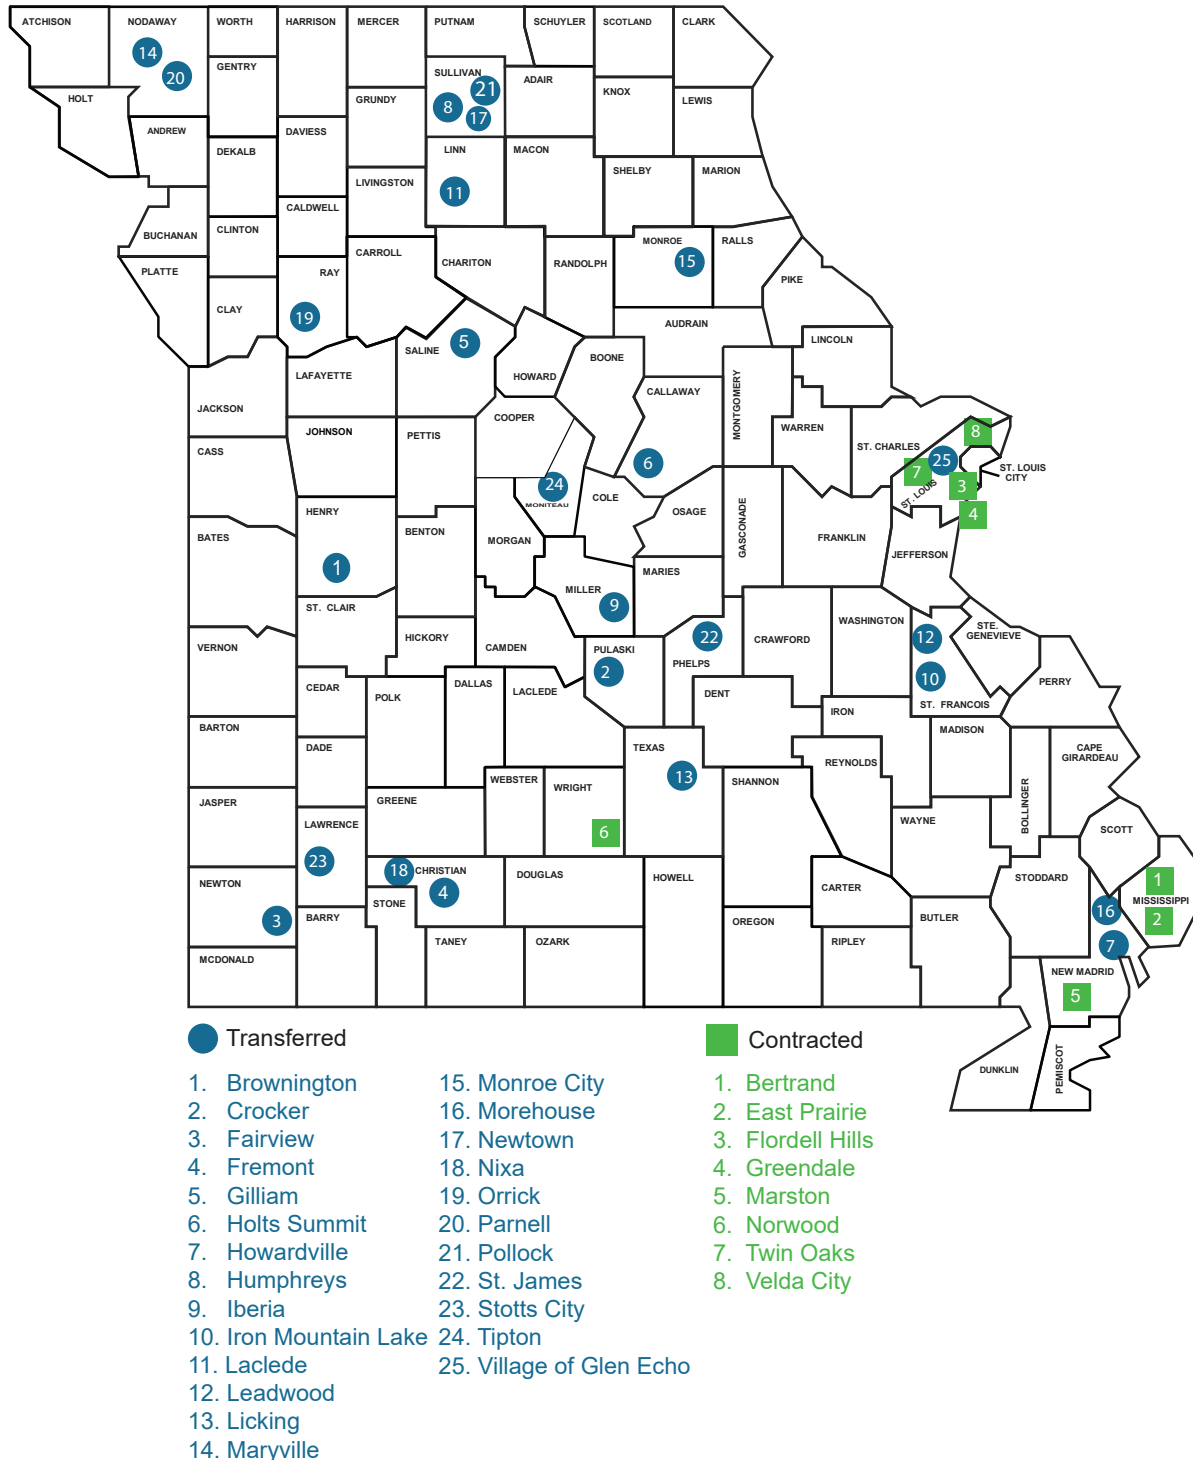 ATCHISON NODAWAY WORTH HARRISON MERCER PUTNAM SCHUYLER SCOTLAND CLARK
14
20
GENTRY
SULLIVAN
21
8
17
ADAIR
KNOX
HOLT
GRUNDY
LEWIS
ANDREW
DAVIESS
DEKALB
LINN
MACON
11
LIVINGSTON
SHELBY
MARION
CALDWELL
BUCHANAN
CLINTON
CARROLL
CHARITON
RANDOLPH
MONROE
15
RALLS
PLATTE
RAY
19
PIKE
CLAY
AUDRAIN
SALINE
5
LINCOLN
BOONE
LAFAYETTE
HOWARD
CALLAWAY
6
MONTGOMERY
JACKSON
COOPER
WARREN
JOHNSON
PETTIS
ST. CHARLES
8
CASS
25
7
ST. LOUIS
3
ST. LOUIS
CITY
4
24
MONITEAU
COLE
HENRY
1
OSAGE
GASCONADE
BENTON
BATES
MORGAN
FRANKLIN
JEFFERSON
MARIES
MILLER
9
ST. CLAIR
WASHINGTON
12
10
STE.
GENEVIEVE
HICKORY
VERNON
CAMDEN
PULASKI
2
22
PHELPS
CRAWFORD
CEDAR
POLK
DALLAS
LACLEDE
DENT
PERRY
ST. FRANCOIS
IRON
BARTON
MADISON
DADE
TEXAS
13
CAPE
GIRARDEAU
REYNOLDS
WEBSTER
WRIGHT
6
SHANNON
JASPER
GREENE
BOLLINGER
LAWRENCE
23
WAYNE
SCOTT
18
CHRISTIAN
4
DOUGLAS
HOWELL
STODDARD
1
NEWTON
3
STONE
CARTER
MISSISSIPPI
2
16
BARRY
OREGON
BUTLER
TANEY
OZARK
RIPLEY
7
MCDONALD
NEW MADRID
5
DUNKLIN
PEMISCOT
Transferred
1. Brownington
2. Crocker
3. Fairview
4. Fremont
5. Gilliam
6. Holts Summit
7. Howardville
8. Humphreys
9. Iberia
10. Iron Mountain Lake
11. Laclede
12. Leadwood
13. Licking
14. Maryville
15. Monroe City
16. Morehouse
17. Newtown
18. Nixa
19. Orrick
20. Parnell
21. Pollock
22. St. James
23. Stotts City
24. Tipton
25. Village of Glen Echo
Contracted
1. Bertrand
2. East Prairie
3. Flordell Hills
4. Greendale
5. Marston
6. Norwood
7. Twin Oaks
8. Velda City